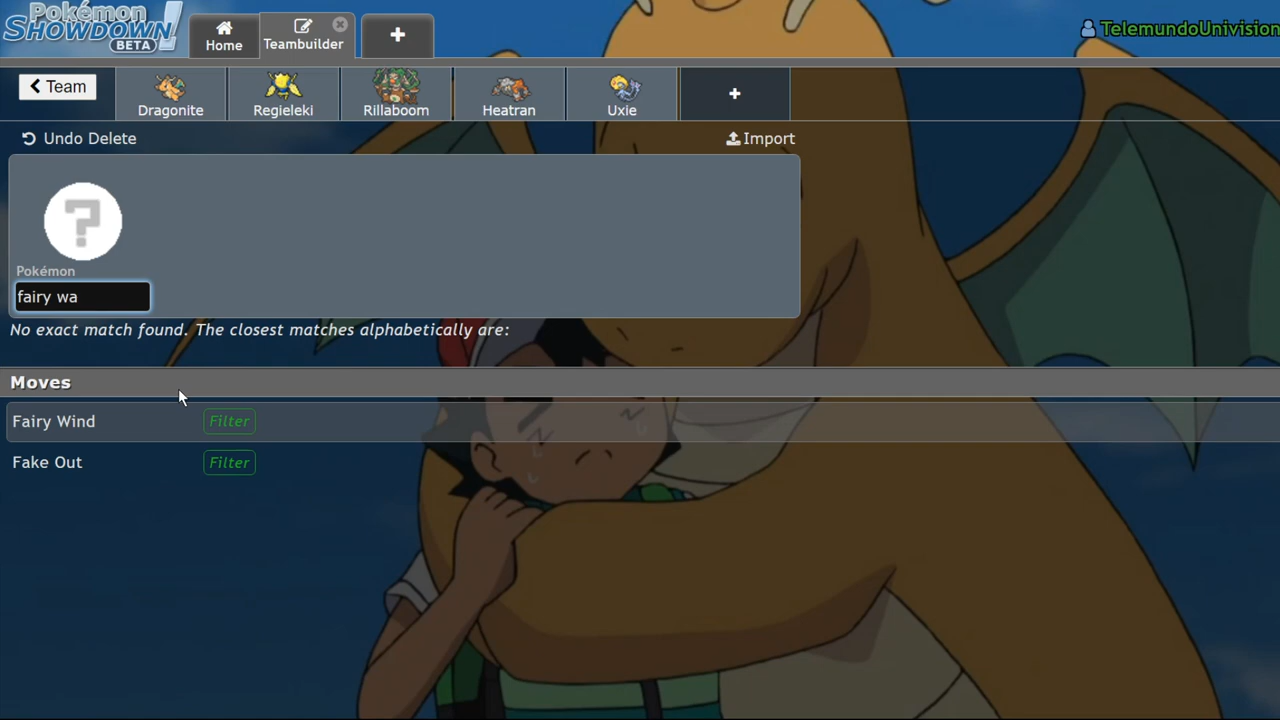 Pokémon
SHOWDOWN!
BETA
Home
Teambuilder
+
TelemundoUnivision
Team
Dragonite
Regieleki
Rillaboom
Heatran
Uxie
+
Undo Delete
Import
?
Pokémon
fairy wa
No exact match found. The closest matches alphabetically are:
Moves
Fairy Wind Filter
Fake Out Filter